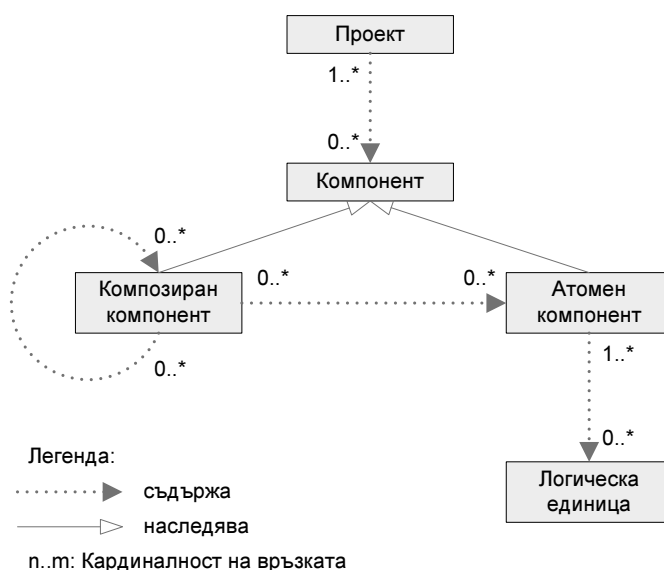 Проект
1..*
0..*
Компонент
0..*
Композиран
компонент
0..*
0..*
Атомен
компонент
0..*
1..*
0..*
Логическа
единица
Легенда:
съдържа
наследява
n..m: Кардиналност на връзката